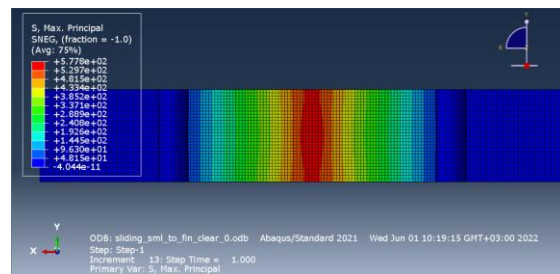 S, Max. Principal
SNEG, (fraction = -1.0)
(Avg: 75%)
+5.778e+02
+5.297e+02
+4.815e+02
+4.334e+02
+3.852e+02
+3.371e+02
+2.889e+02
+2.408e+02
+1.926e+02
+1.445e+02
+9.630e+01
+4.815e+01
-4.044e-11
Y
X
Y
X
ODB: sliding_sml_to_fin_clear_0.odb Abaqus/Standard 2021 Wed Jun 01 10:19:15 GMT+03:00 2022
Step: Step-1
Increment 13: Step Time = 1.000
Primary Var: S, Max. Principal